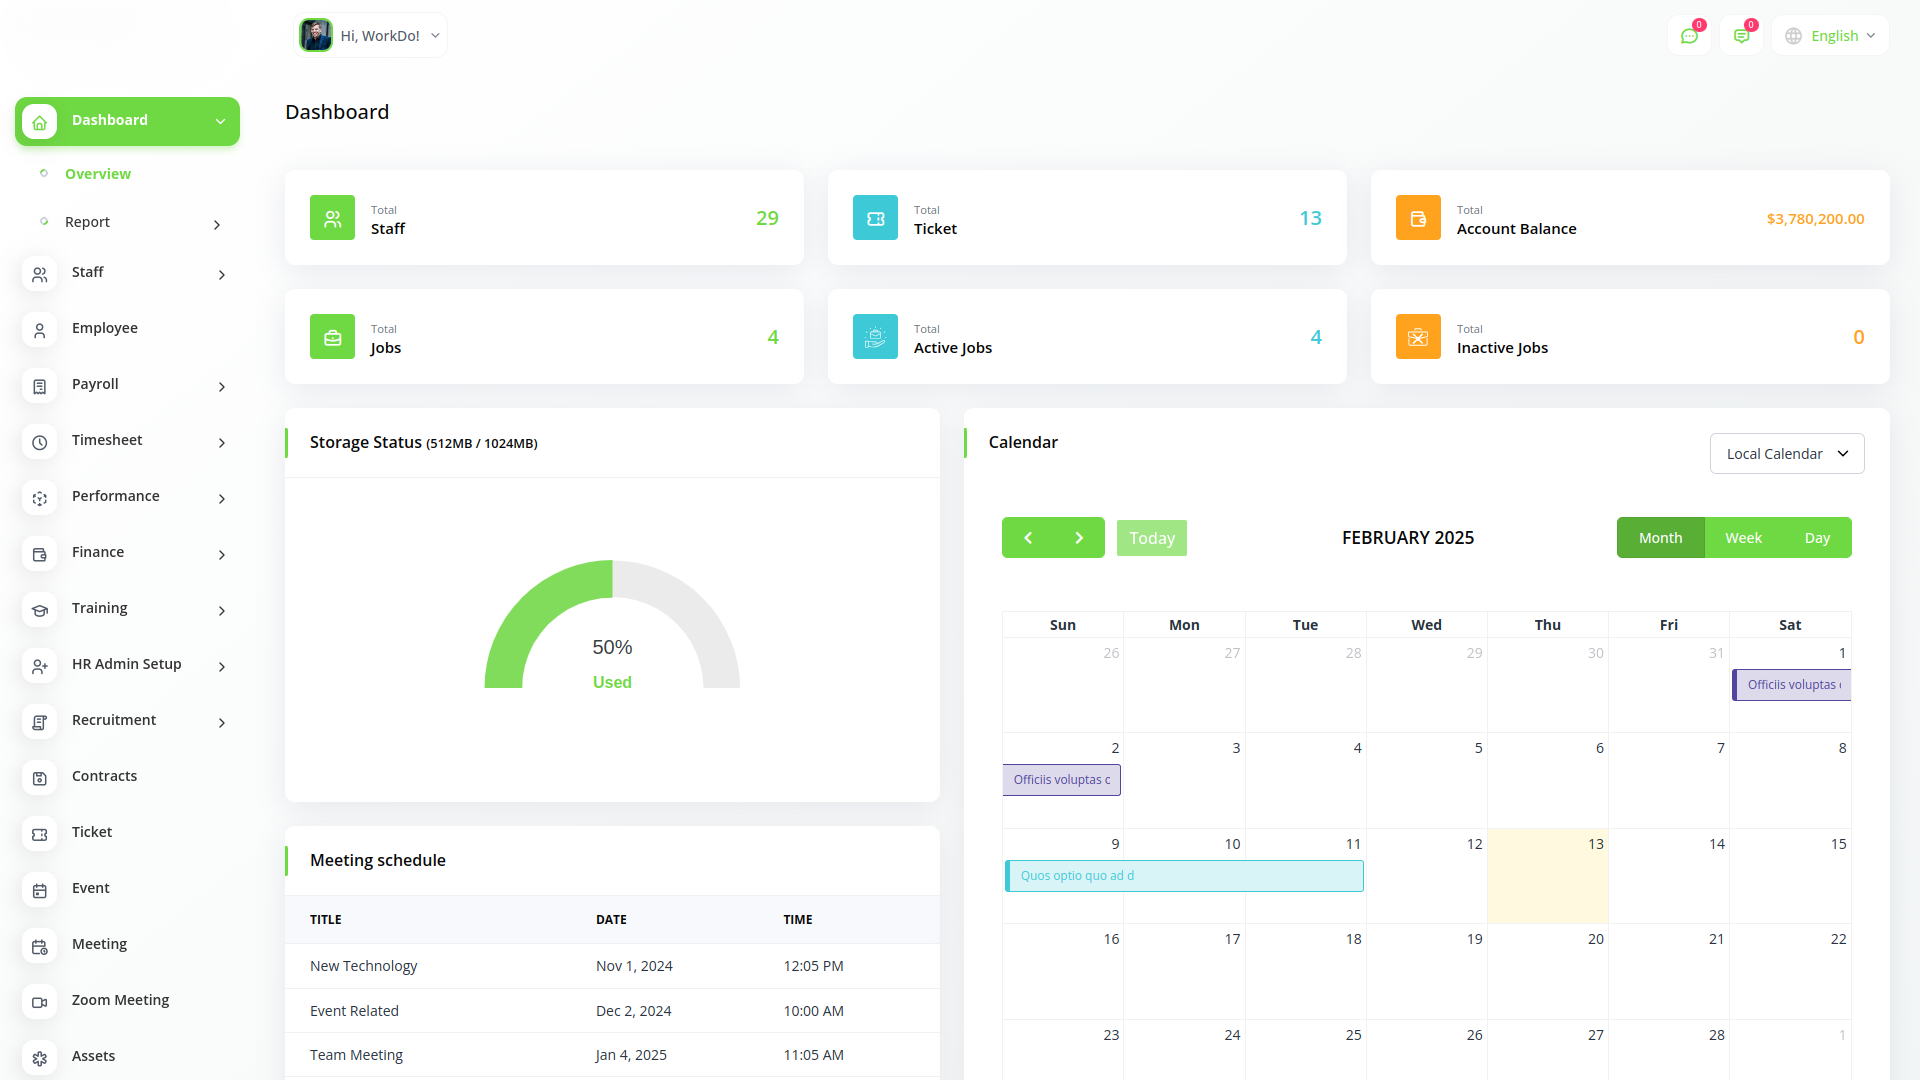 Hi, WorkDo!
0
0
English
Dashboard
Overview
Report
Staff
Employee
Payroll
Timesheet
Performance
Finance
Training
HR Admin Setup
Recruitment
Contracts
Ticket
Event
Meeting
Zoom Meeting
Assets
Dashboard
Total
Staff
29
Total
Ticket
13
Total
Account Balance
$3,780,200.00
Total
Jobs
4
Total
Active Jobs
4
Total
Inactive Jobs
0
Storage Status (512MB / 1024MB)
50%
Used
Meeting schedule
TITLE DATE TIME
New Technology Nov 1, 2024 12:05 PM
Event Related Dec 2, 2024 10:00 AM
Team Meeting Jan 4, 2025 11:05 AM
Calendar
Local Calendar
Today
FEBRUARY 2025
Month Week Day
Sun Mon Tue Wed Thu Fri Sat
26 27 28 29 30 31 1
Officiis voluptas
2 3 4 5 6 7 8
Officiis voluptas c
9 10 11 12 13 14 15
Quos optio quo ad d
16 17 18 19 20 21 22
23 24 25 26 27 28 1